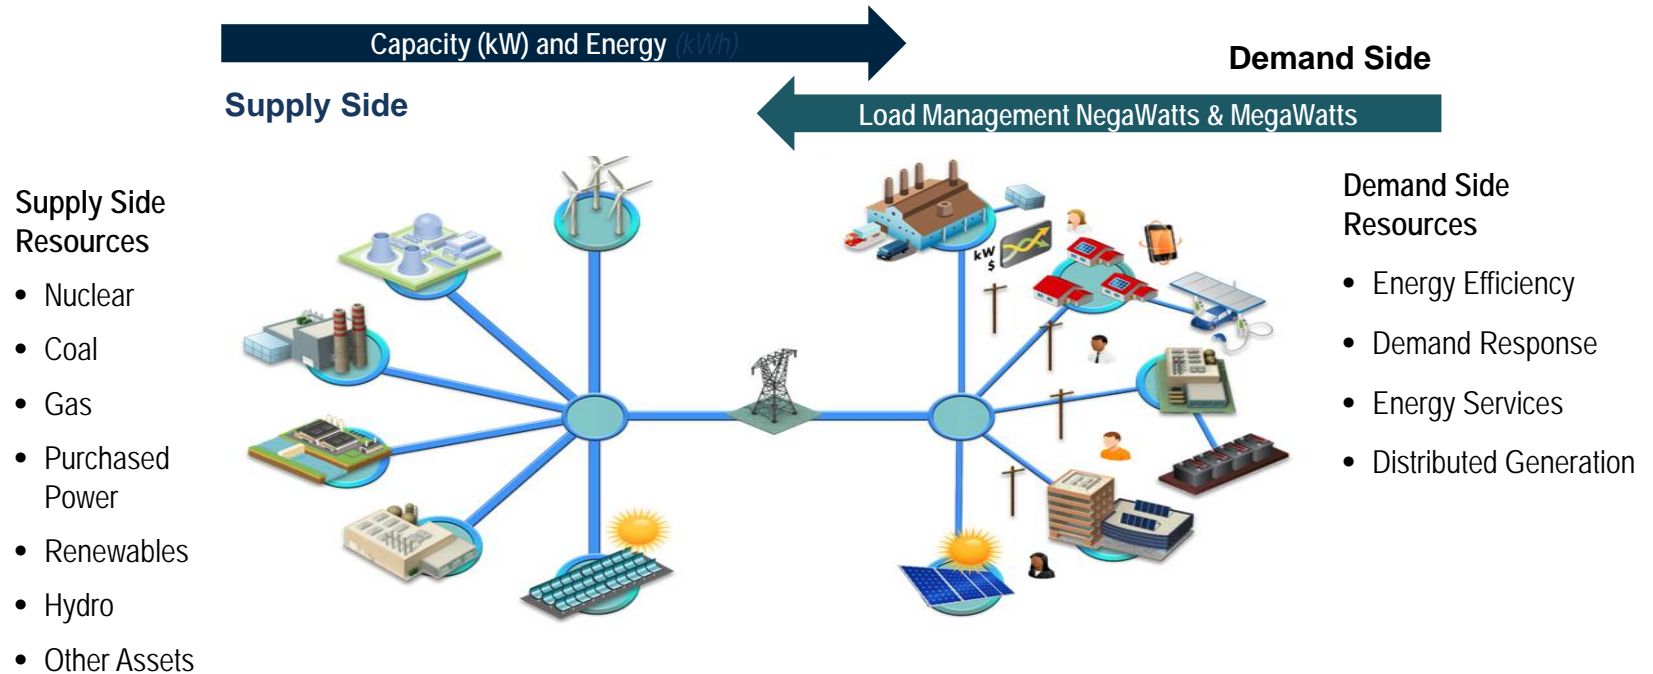 Capacity (kW) and Energy (kWh)
Demand Side
Supply Side
Load Management NegaWatts & MegaWatts
Supply Side
Resources
• Nuclear
• Coal
• Gas
• Purchased
Power
• Renewables
• Hydro
• Other Assets
kW
$
Demand Side
Resources
• Energy Efficiency
• Demand Response
• Energy Services
• Distributed Generation